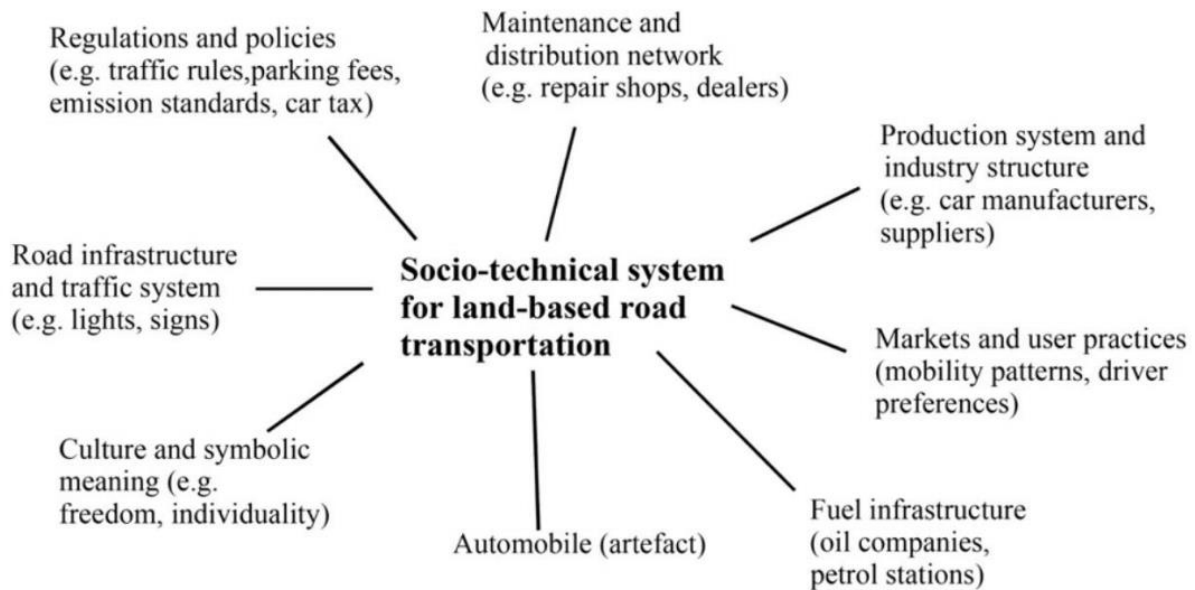 Regulations and policies
(e.g. traffic rules,parking fees,
emission standards, car tax)
Maintenance and
distribution network
(e.g. repair shops, dealers)
Production system and
industry structure
(e.g. car manufacturers,
suppliers)
Road infrastructure
and traffic system
(e.g. lights, signs)
Socio-technical system
for land-based road
transportation
Markets and user practices
(mobility patterns, driver
preferences)
Culture and symbolic
meaning (e.g.
freedom, individuality)
Automobile (artefact)
Fuel infrastructure
(oil companies,
petrol stations)